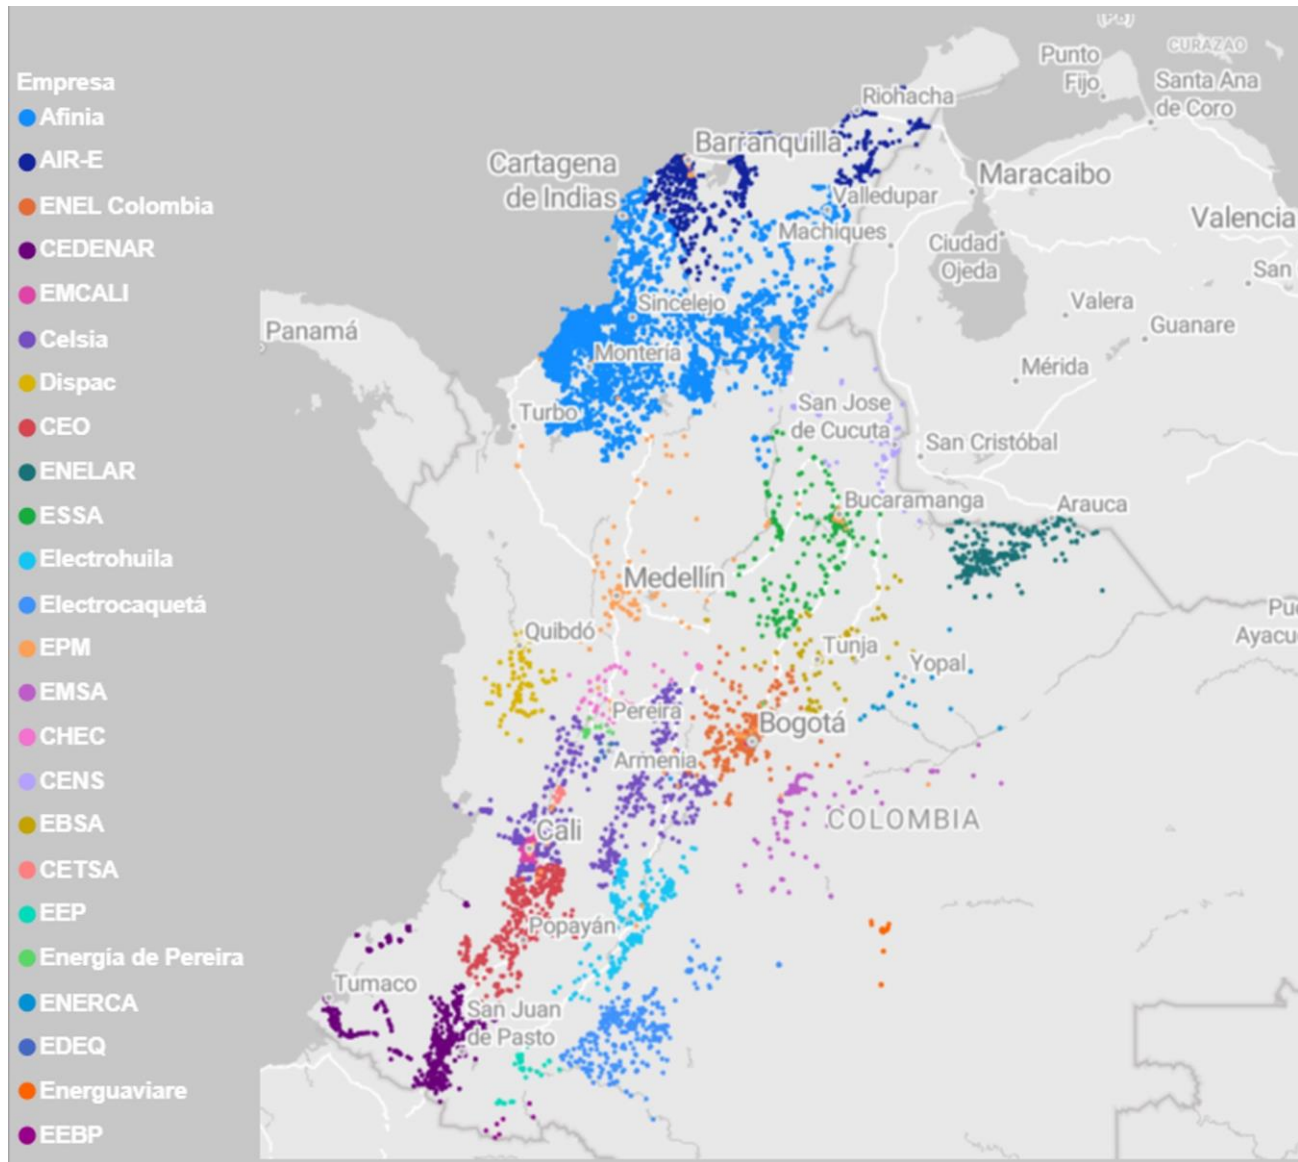 Empresa
Afinia
AIR-E
ENEL Colombia
CEDENAR
EMCALI
Celsia
Dispac
CEO
ENELAR
ESSA
Electrohuila
Electrocaquetá
EPM
EMSA
CHEC
CENS
EBSA
CETSA
EEP
Energía de Pereira
ENERCA
EDEQ
Energuaviare
EEBP
CURAZAO
Punto
Fijo
Santa Ana
de Coro
Riohacha
Barranquilla
Cartagena
de Indias
Maracaibo
Valledupar
Valencia
Machiques
Ciudad
Ojeda
San
Sincelejo
Valera
Panamá
Guanare
Montería
Mérida
Turbo
San Jose
de Cucuta
San Cristóbal
Bucaramanga
Arauca
Medellín
Quibdó
Tunja
Yopal
Ayacu
Pereira
Bogotá
Armenia
COLOMBIA
Cali
Popayán
Tumaco
San Juan
de Pasto